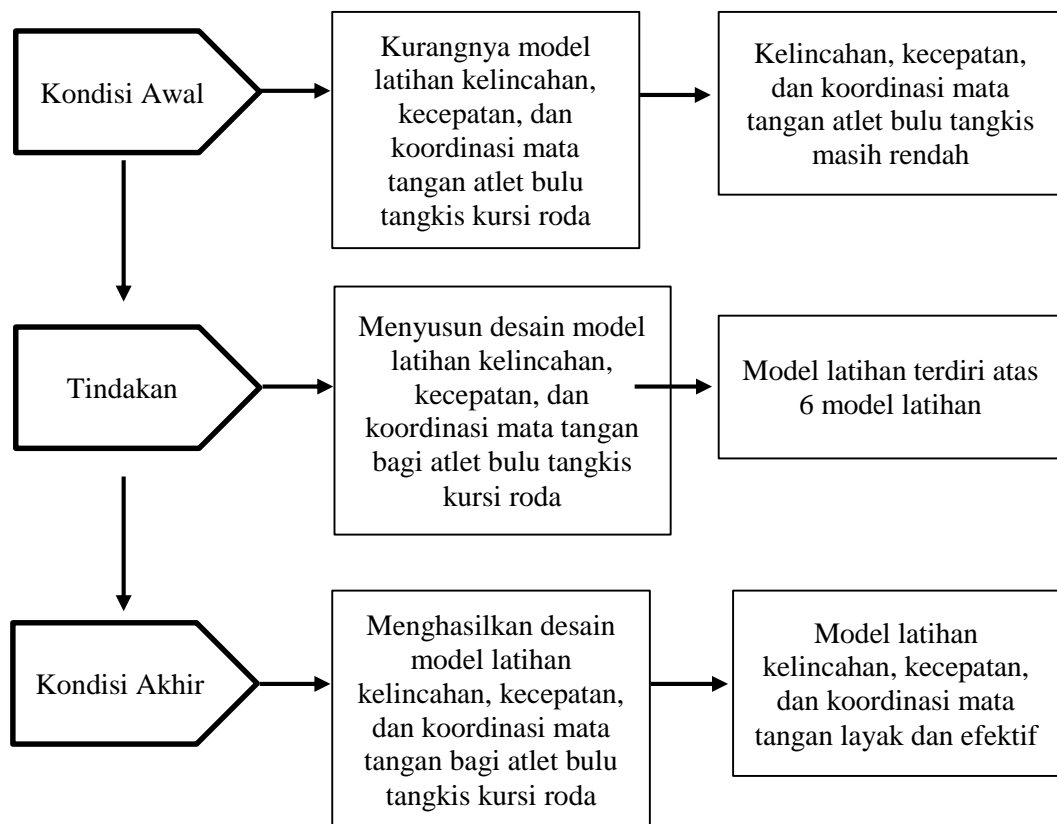 Kondisi Awal
Kurangnya model
latihan kelincahan,
kecepatan, dan
koordinasi mata
tangan atlet bulu
tangkis kursi roda
Kelincahan, kecepatan,
dan koordinasi mata
tangan atlet bulu tangkis
masih rendah
Tindakan
Menyusun desain model
latihan kelincahan,
kecepatan, dan
koordinasi mata tangan
bagi atlet bulu tangkis
kursi roda
Model latihan terdiri atas
6 model latihan
Kondisi Akhir
Menghasilkan desain
model latihan
kelincahan, kecepatan,
dan koordinasi mata
tangan bagi atlet bulu
tangkis kursi roda
Model latihan
kelincahan, kecepatan,
dan koordinasi mata
tangan layak dan efektif